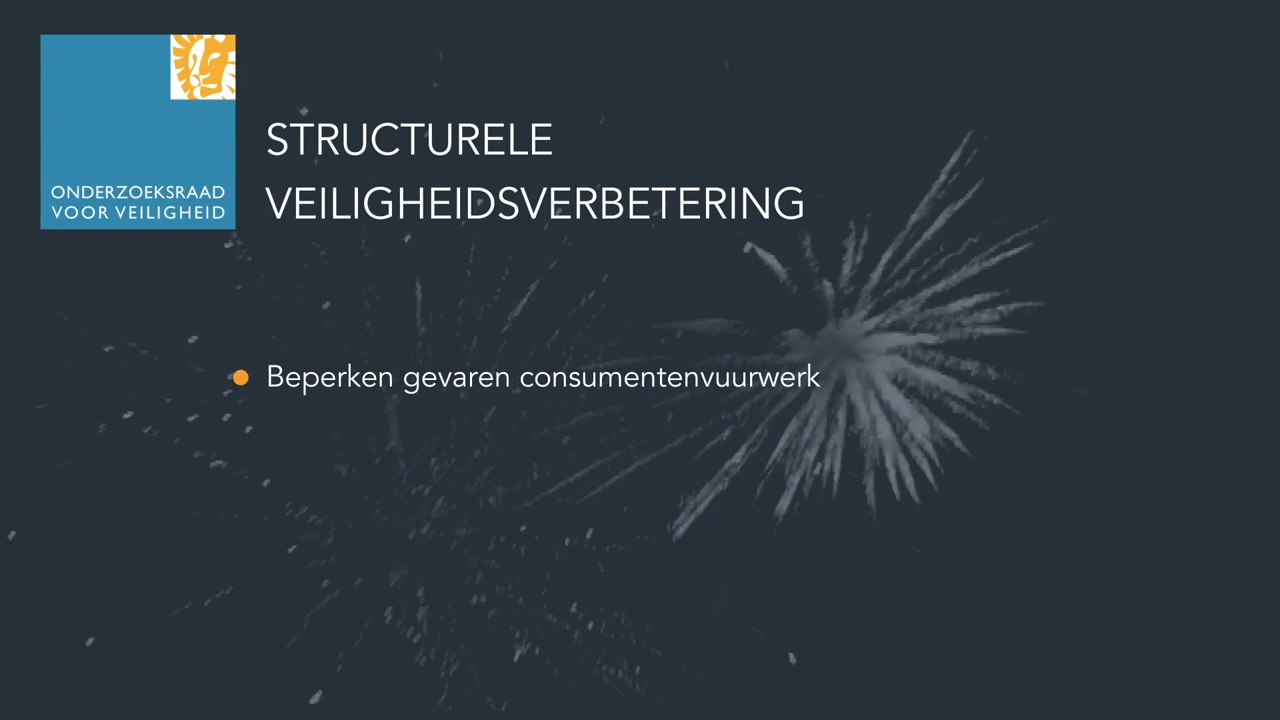 ONDERZOEKSRAAD
VOOR VEILIGHEID
STRUCTURELE
VEILIGHEIDSVERBETERING
Beperken gevaren consumentenvuurwerk